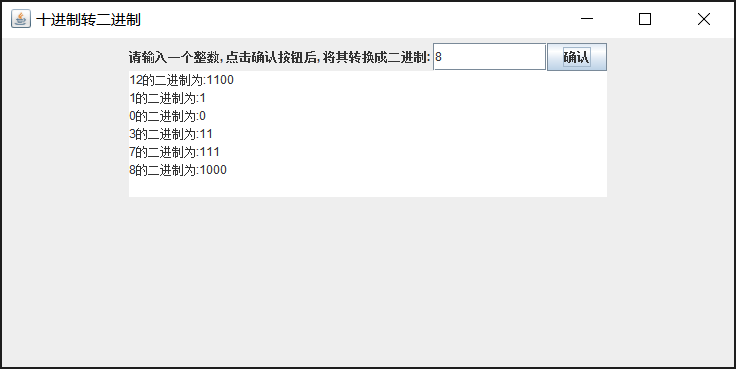 十进制转二进制
请输入一个整数,点击确认按钮后,将其转换成二进制:
8
确认
12的二进制为:1100
1的二进制为:1
0的二进制为:0
3的二进制为:11
7的二进制为:111
8的二进制为:1000